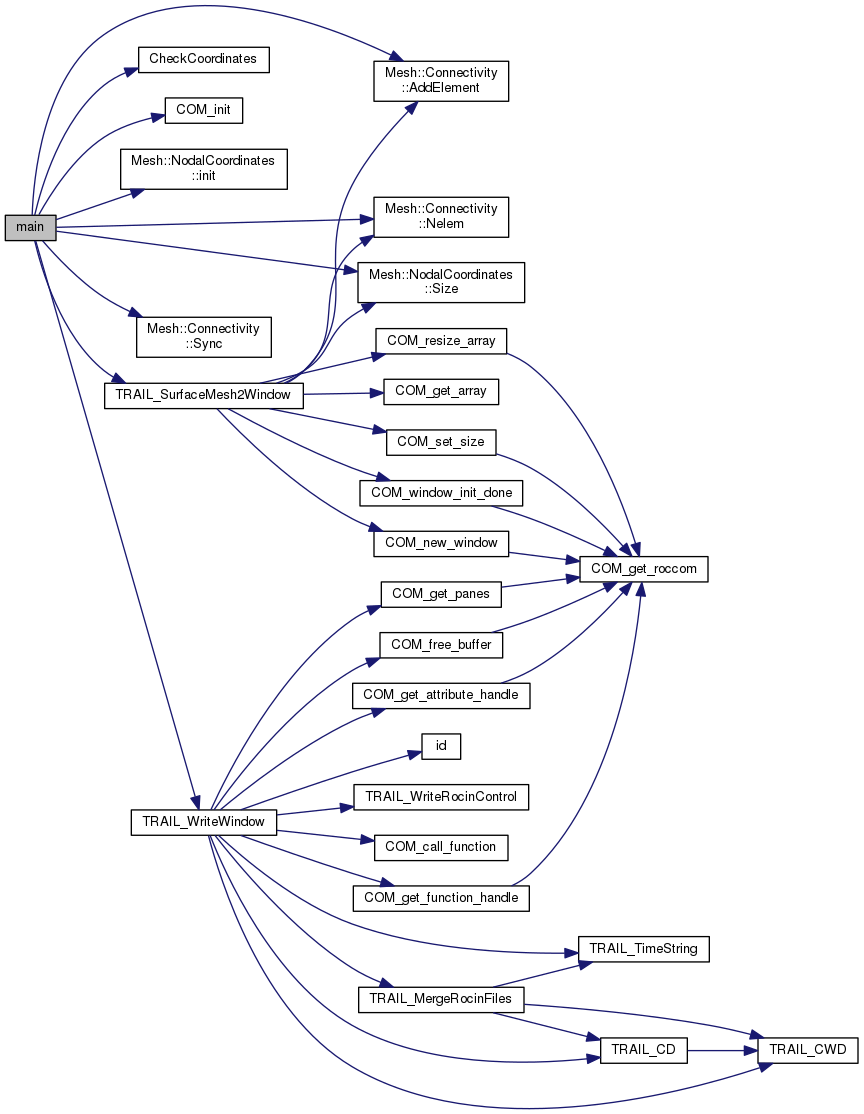 main
CheckCoordinates
COM_init
Mesh::NodalCoordinates
::init
Mesh::Connectivity
::Sync
TRAIL_SurfaceMesh2Window
TRAIL_WriteWindow
Mesh::Connectivity
::AddElement
Mesh::Connectivity
::Nelem
Mesh::NodalCoordinates
::Size
COM_resize_array
COM_get_array
COM_set_size
COM_window_init_done
COM_new_window
COM_get_panes
COM_free_buffer
COM_get_attribute_handle
id
TRAIL_WriteRocinControl
COM_call_function
COM_get_function_handle
TRAIL_MergeRocinFiles
COM_get_roccom
TRAIL_TimeString
TRAIL_CD
TRAIL_CWD